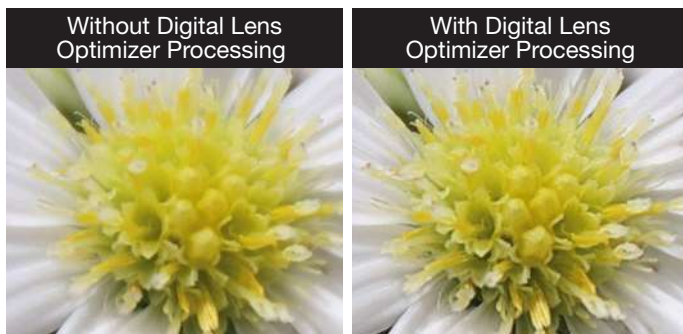 Without Digital Lens
Optimizer Processing
With Digital Lens
Optimizer Processing